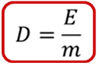 D = E/m